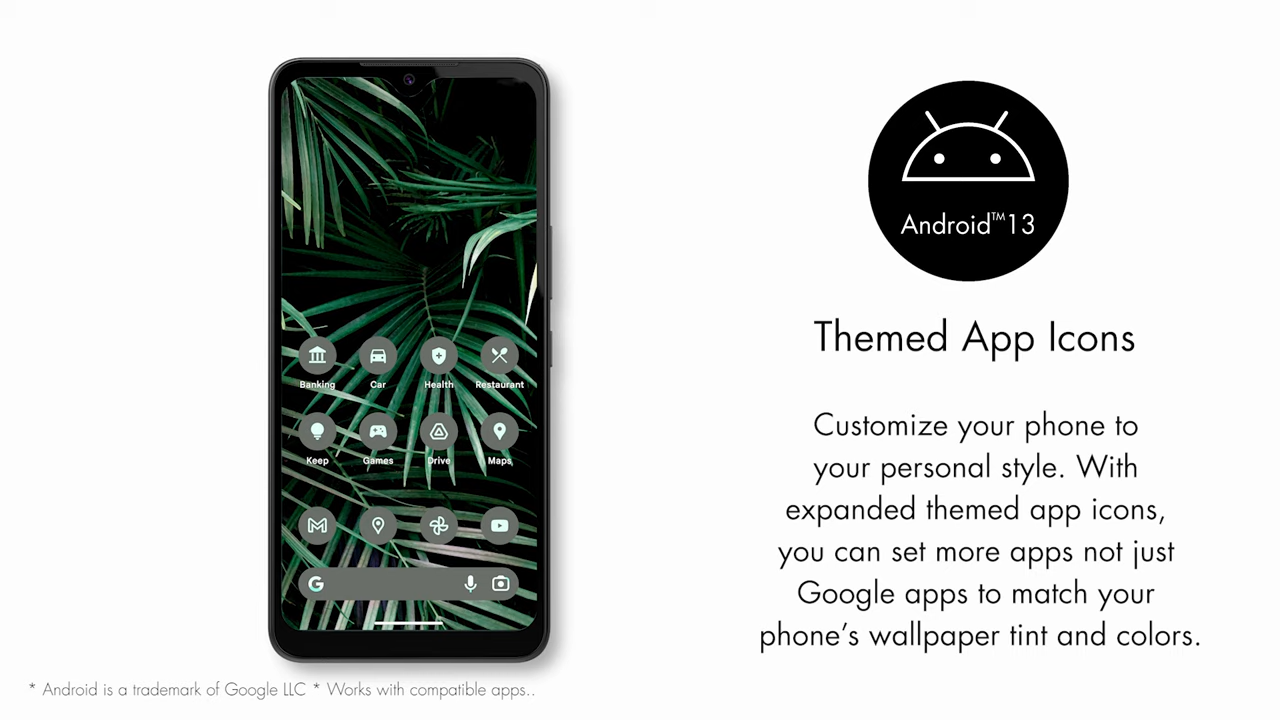 Banking Car Health Restaurant
Keep Games Drive Maps
G
Android™13
Themed App Icons
Customize your phone to
your personal style. With
expanded themed app icons,
you can set more apps not just
Google apps to match your
phone's wallpaper tint and colors.
* Android is a trademark of Google LLC * Works with compatible apps..